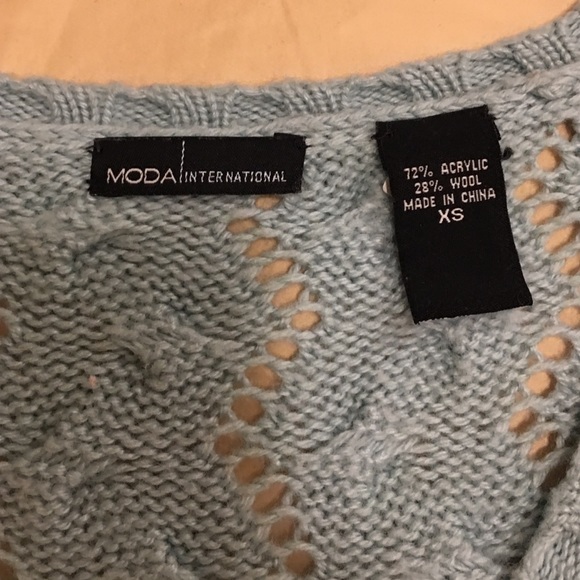 MODA INTERNATIONAL
72% ACRYLIC
28% WOOL
MADE IN CHINA
XS